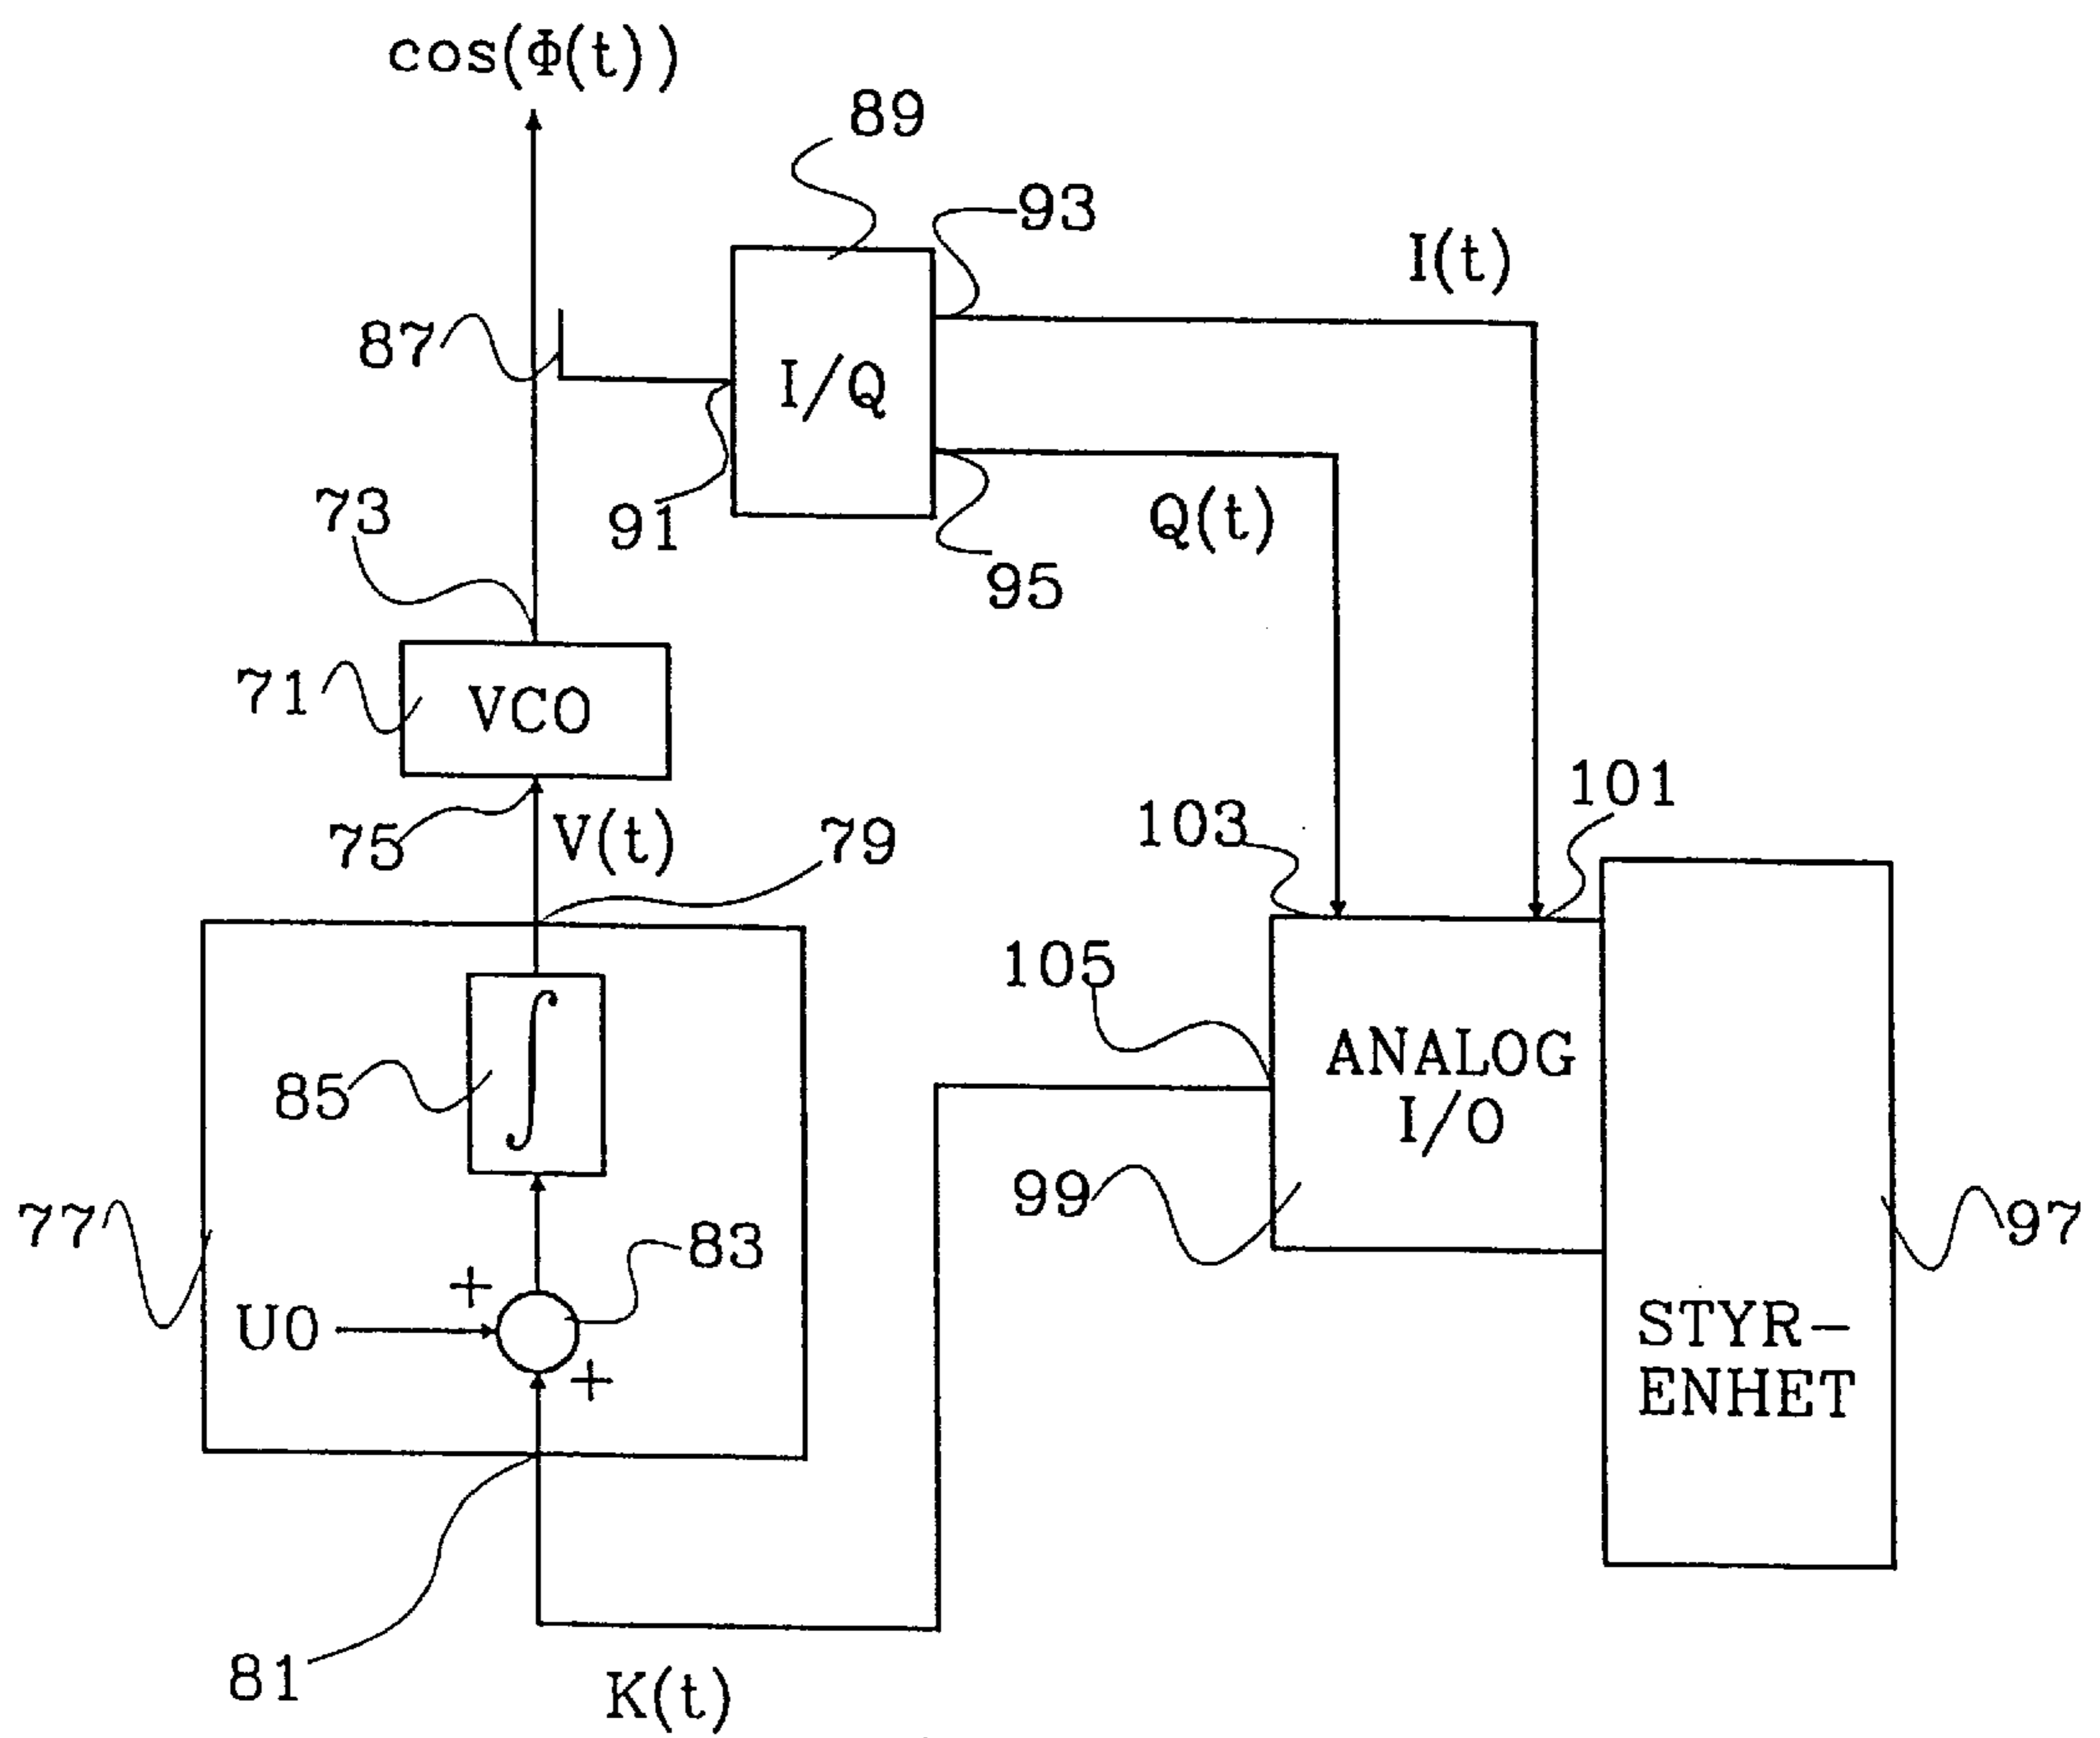 cos(Φ(t))
89
93
I(t)
87
I/Q
73
91
Q(t)
95
71
VCO
101
103
75
V(t)
79
105
ANALOG
I/O
85
99
77
83
97
+
U0
STYR-
+
ENHET
81
K(t)